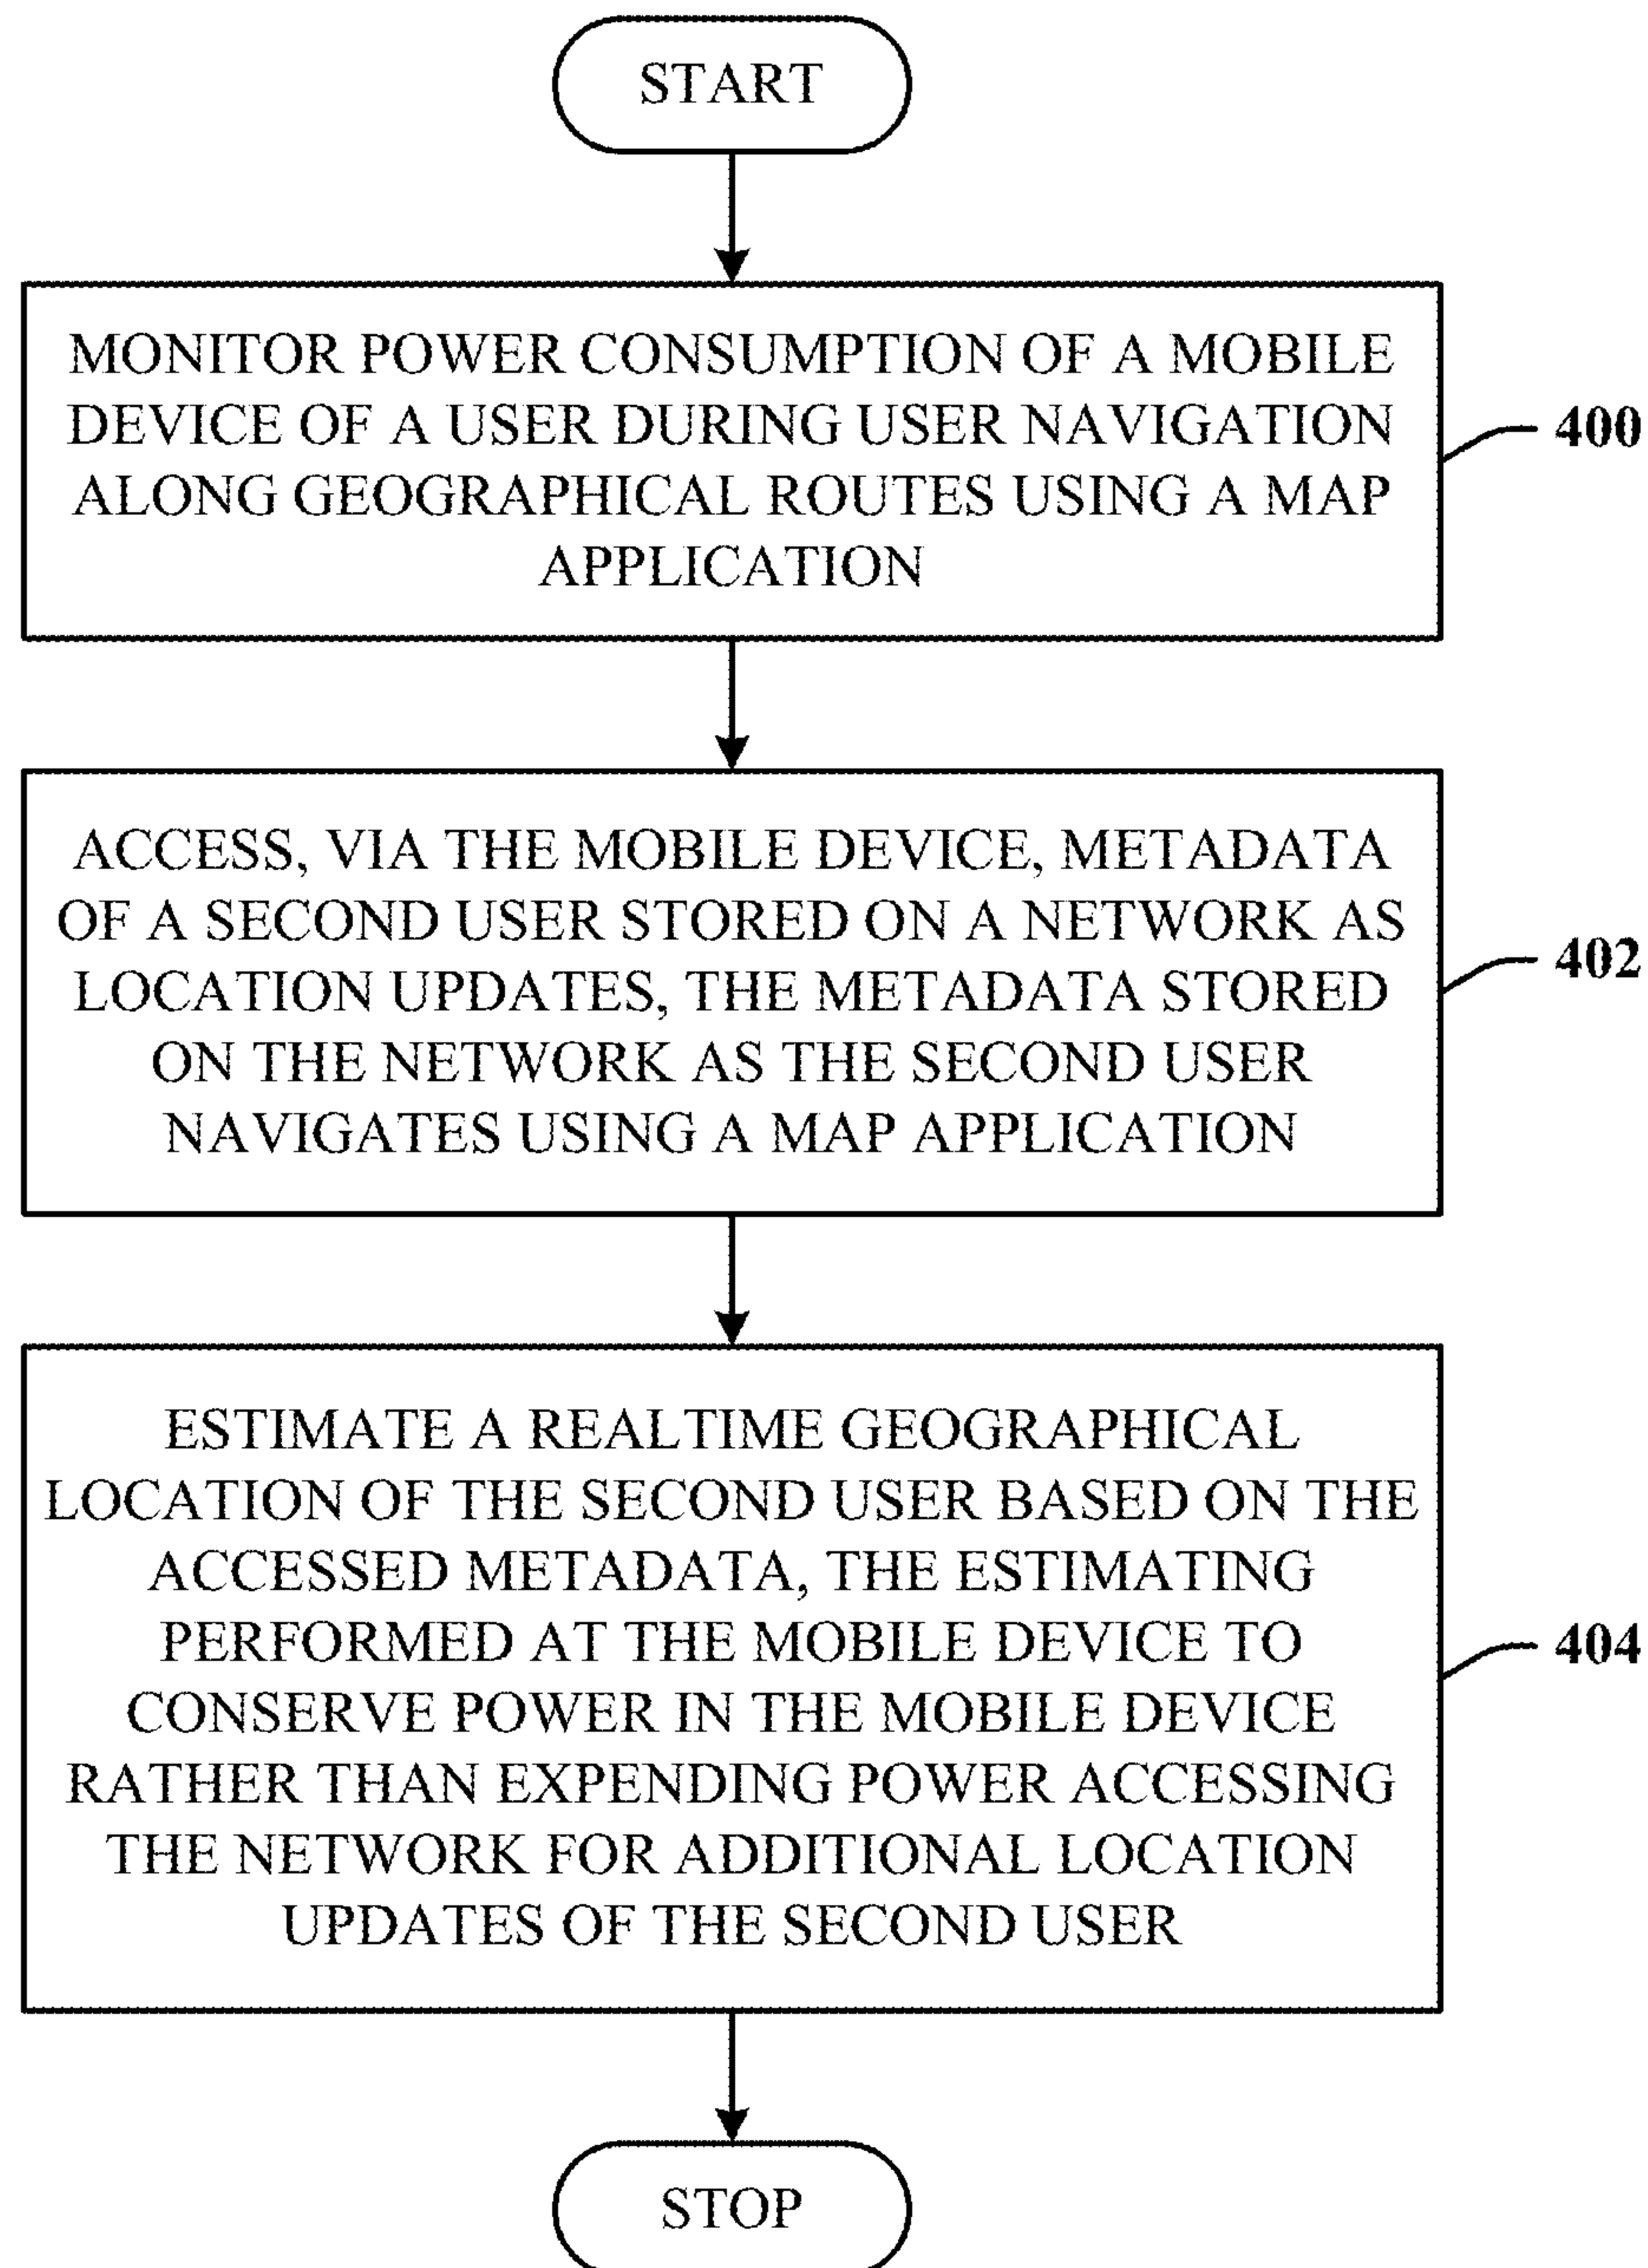 START
MONITOR POWER CONSUMPTION OF A MOBILE
DEVICE OF A USER DURING USER NAVIGATION
ALONG GEOGRAPHICAL ROUTES USING A MAP
APPLICATION
400
ACCESS, VIA THE MOBILE DEVICE, METADATA
OF A SECOND USER STORED ON A NETWORK AS
LOCATION UPDATES, THE METADATA STORED
ON THE NETWORK AS THE SECOND USER
NAVIGATES USING A MAP APPLICATION
402
ESTIMATE A REALTIME GEOGRAPHICAL
LOCATION OF THE SECOND USER BASED ON THE
ACCESSED METADATA, THE ESTIMATING
PERFORMED AT THE MOBILE DEVICE TO
CONSERVE POWER IN THE MOBILE DEVICE
RATHER THAN EXPENDING POWER ACCESSING
THE NETWORK FOR ADDITIONAL LOCATION
UPDATES OF THE SECOND USER
404
STOP